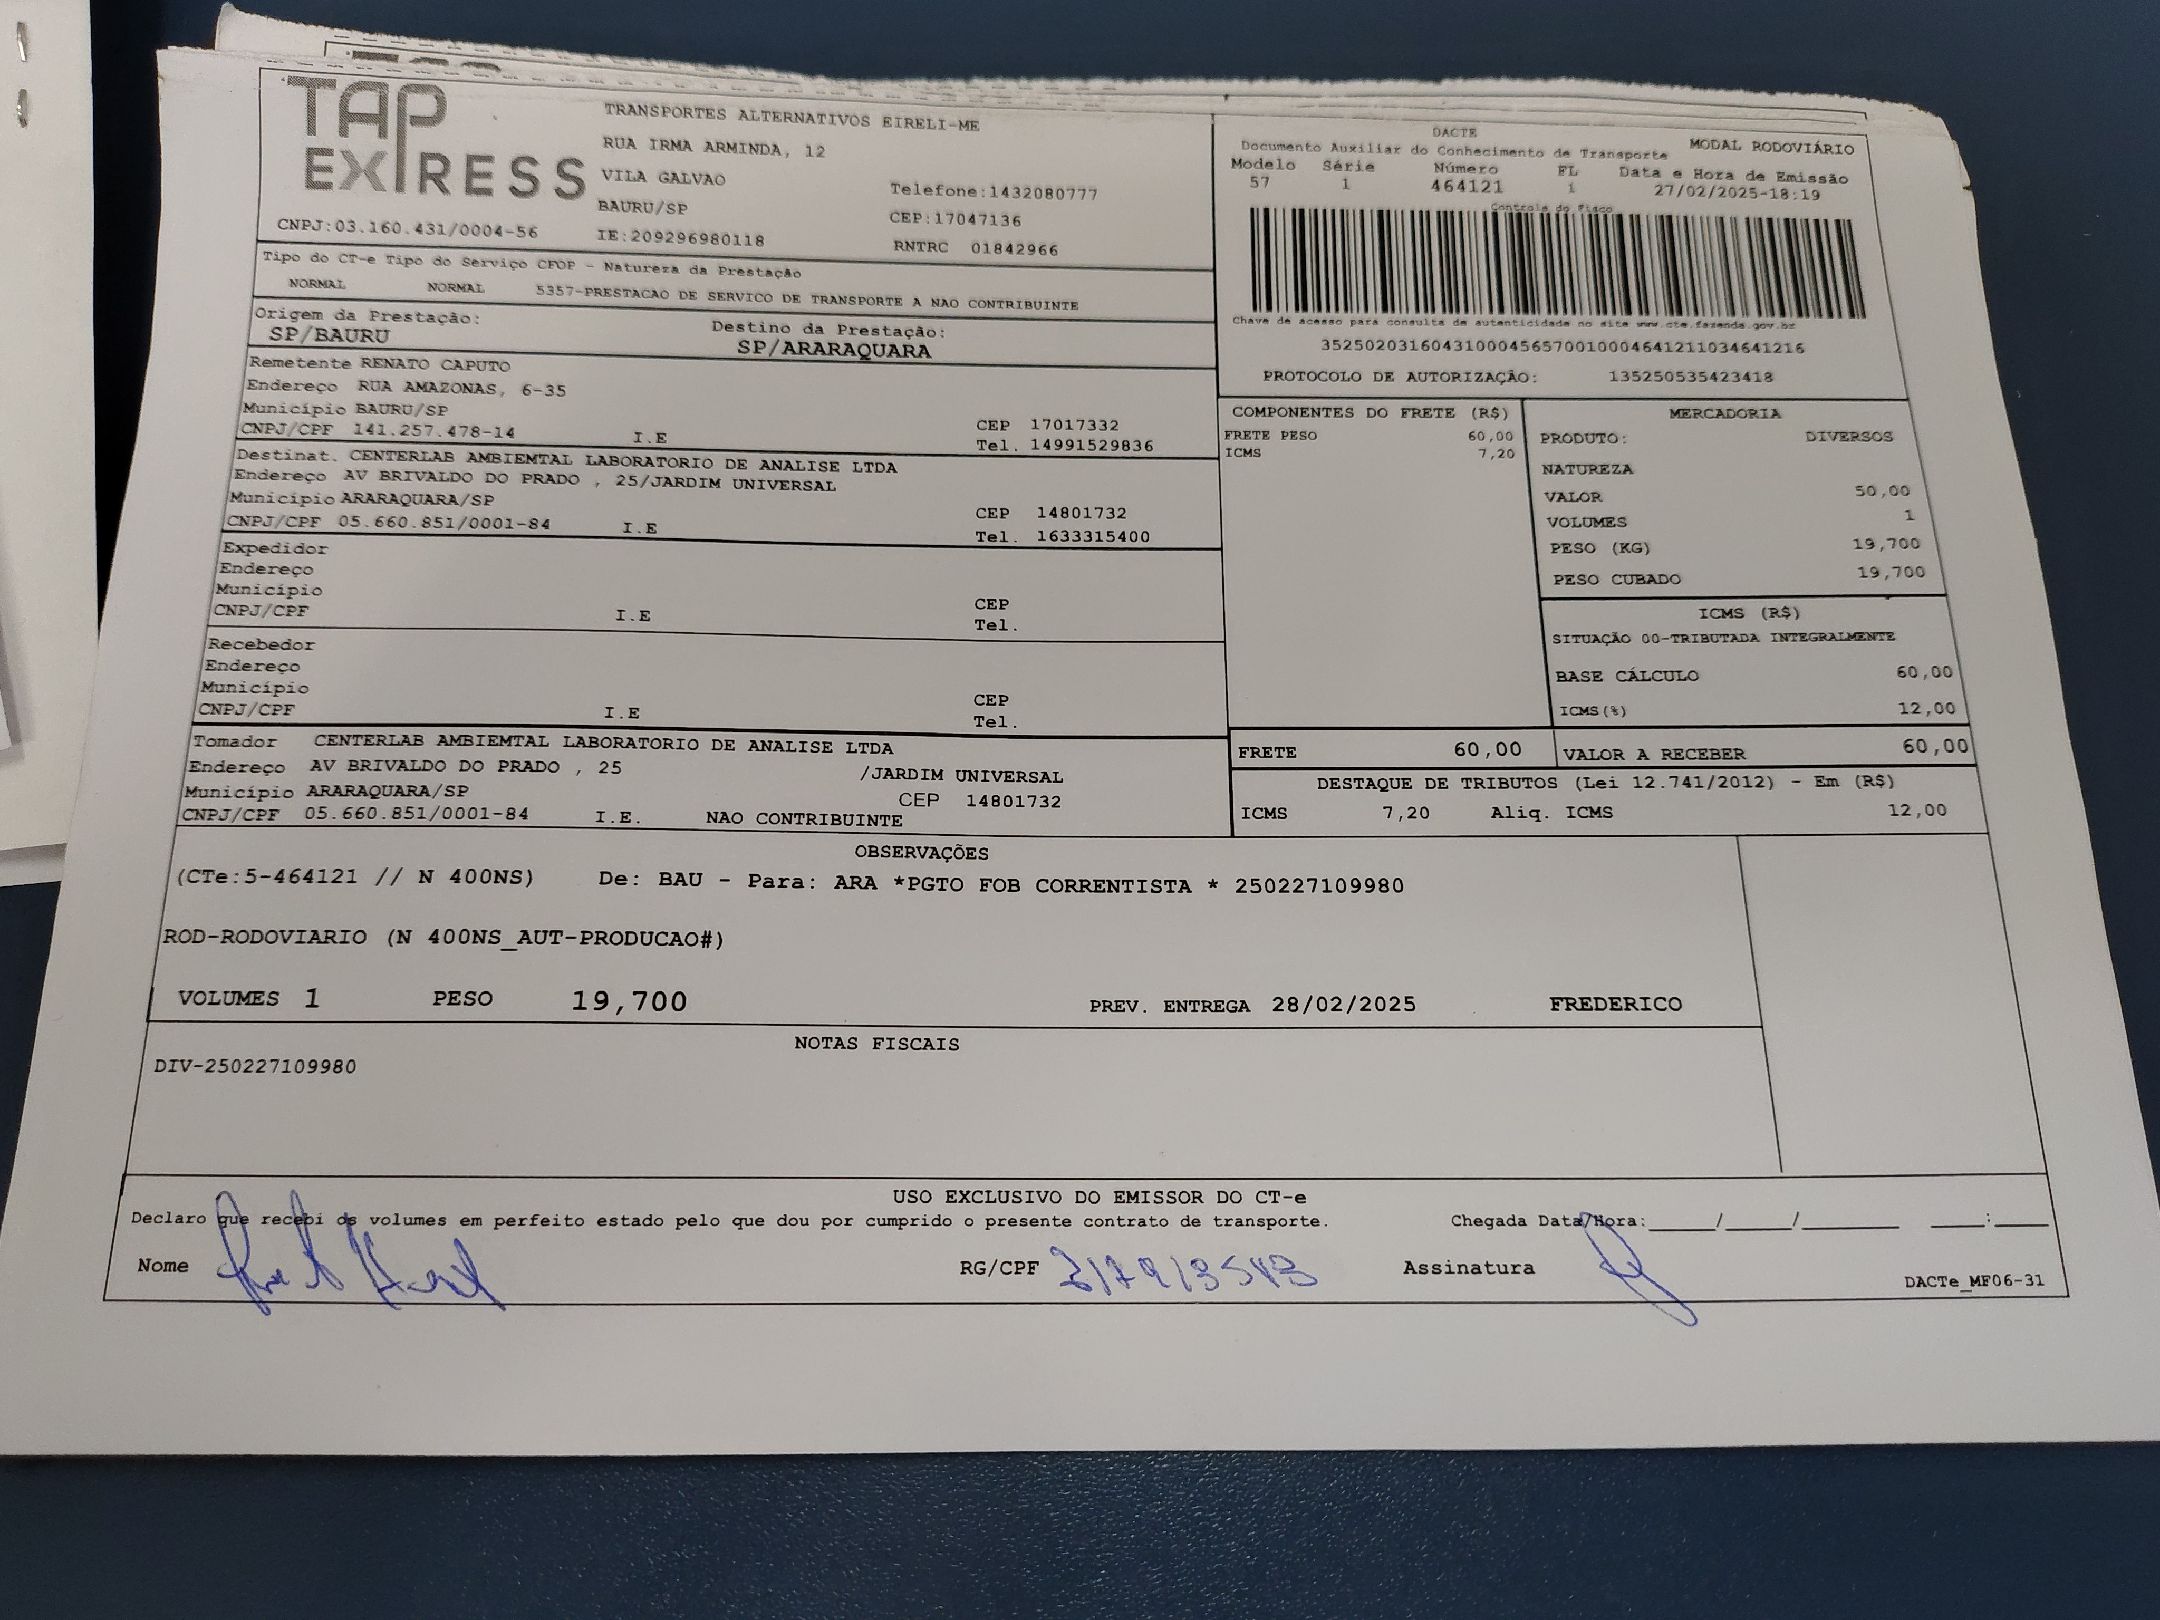 TAP EXPRESS
TRANSPORTES ALTERNATIVOS EIRELI-ME
RUA IRMA ARMINDA, 12
VILA GALVAO
BAURU/SP
Telefone:1432080777
CEP:17047136
CNPJ:03.160.431/0004-56
IE:209296980118
RNTRC 01842966
DACTE
MODAL RODOVIÁRIO
Documento Auxiliar do Conhecimento de Transporte
Modelo Série Número FL Data e Hora de Emissão
57 1 464121 1 27/02/2025-18:19
Controle do Fisco
Chave de acesso para consulta de autenticidade no site www.cte.fazenda.gov.br
35250203160431000456570010004641211034641216
PROTOCOLO DE AUTORIZAÇÃO: 135250535423418
Tipo do CT-e Tipo do Serviço CFOP - Natureza da Prestação
NORMAL NORMAL 5357-PRESTACAO DE SERVICO DE TRANSPORTE A NAO CONTRIBUINTE
Origem da Prestação: Destino da Prestação:
SP/BAURU SP/ARARAQUARA
Remetente RENATO CAPUTO
Endereço RUA AMAZONAS, 6-35
Município BAURU/SP CEP 17017332
CNPJ/CPF 141.257.478-14 I.E Tel. 14991529836
Destinat. CENTERLAB AMBIEMTAL LABORATORIO DE ANALISE LTDA
Endereço AV BRIVALDO DO PRADO , 25/JARDIM UNIVERSAL
Município ARARAQUARA/SP CEP 14801732
CNPJ/CPF 05.660.851/0001-84 I.E Tel. 1633315400
Expedidor
Endereço
Município CEP
CNPJ/CPF I.E Tel.
Recebedor
Endereço
Município CEP
CNPJ/CPF I.E Tel.
Tomador CENTERLAB AMBIEMTAL LABORATORIO DE ANALISE LTDA
Endereço AV BRIVALDO DO PRADO , 25 /JARDIM UNIVERSAL
Município ARARAQUARA/SP CEP 14801732
CNPJ/CPF 05.660.851/0001-84 I.E. NAO CONTRIBUINTE
COMPONENTES DO FRETE (R$)
FRETE PESO 60,00
ICMS 7,20
MERCADORIA
PRODUTO: DIVERSOS
NATUREZA
VALOR 50,00
VOLUMES 1
PESO (KG) 19,700
PESO CUBADO 19,700
ICMS (R$)
SITUAÇÃO 00-TRIBUTADA INTEGRALMENTE
BASE CÁLCULO 60,00
ICMS(%) 12,00
FRETE 60,00 VALOR A RECEBER 60,00
DESTAQUE DE TRIBUTOS (Lei 12.741/2012) - Em (R$)
ICMS 7,20 Aliq. ICMS 12,00
OBSERVAÇÕES
(CTe:5-464121 // N 400NS) De: BAU - Para: ARA *PGTO FOB CORRENTISTA * 250227109980
ROD-RODOVIARIO (N 400NS_AUT-PRODUCAO#)
VOLUMES 1 PESO 19,700 PREV. ENTREGA 28/02/2025 FREDERICO
NOTAS FISCAIS
DIV-250227109980
USO EXCLUSIVO DO EMISSOR DO CT-e
Declaro que recebi os volumes em perfeito estado pelo que dou por cumprido o presente contrato de transporte. Chegada Data/Hora:_____/_____/________ ____:____
Nome RG/CPF Assinatura
DACTe_MF06-31